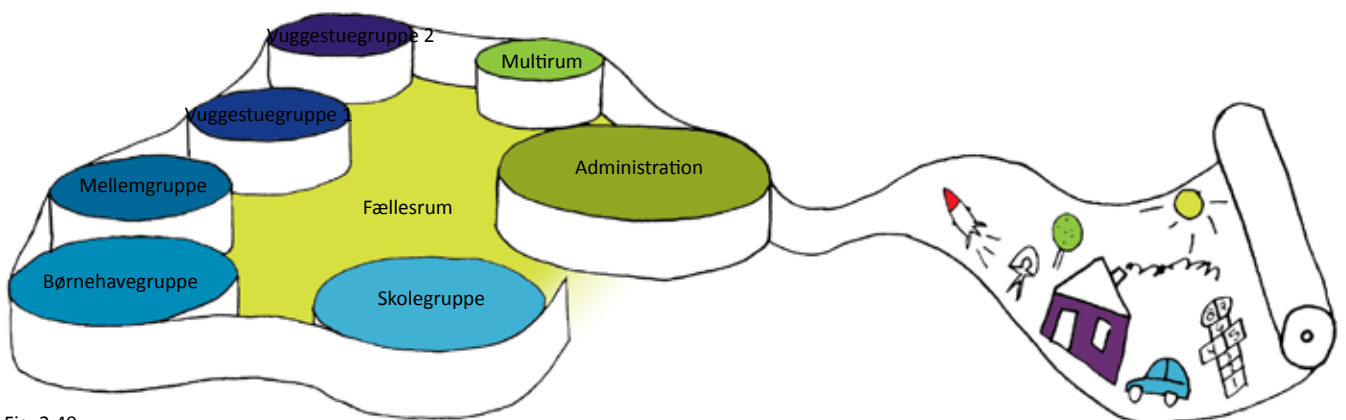 Vuggestuegruppe 2
Multirum
Vuggestuegruppe 1
Administration
Mellemgruppe
Fællesrum
Børnehavegruppe
Skolegruppe